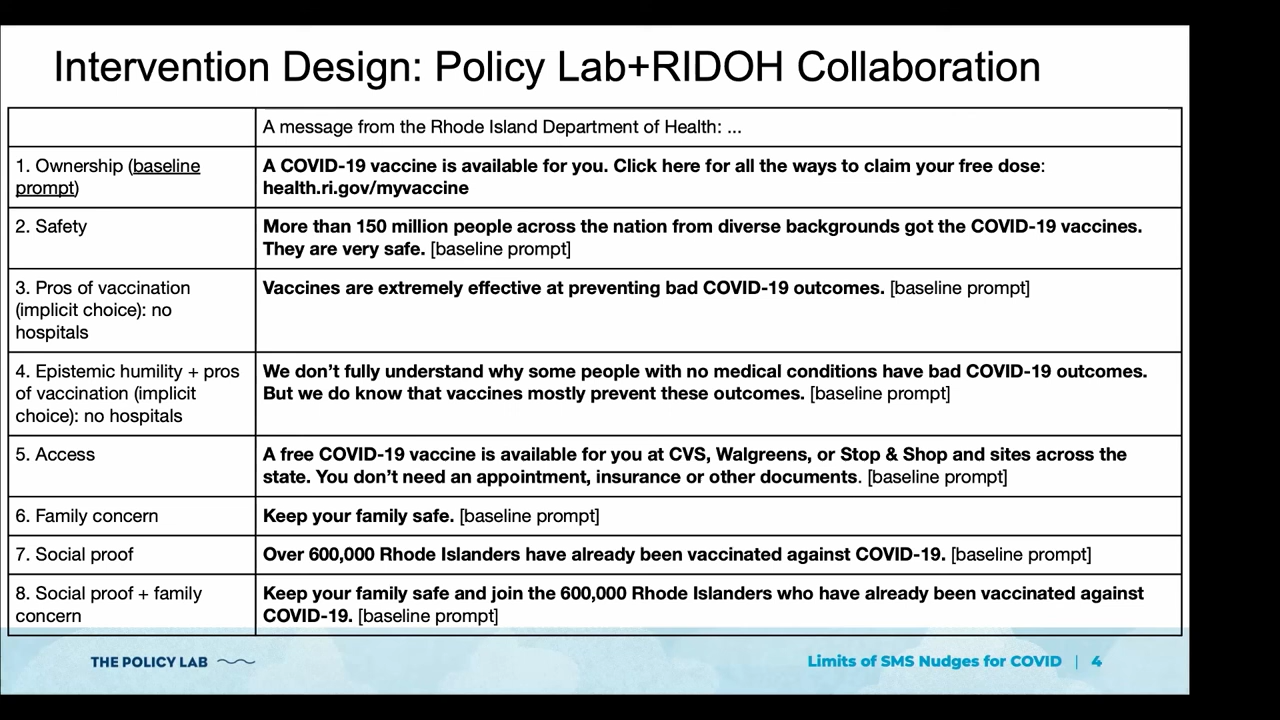 Intervention Design: Policy Lab+RIDOH Collaboration
A message from the Rhode Island Department of Health: ...
1. Ownership (baseline
prompt)
A COVID-19 vaccine is available for you. Click here for all the ways to claim your free dose:
health.ri.gov/myvaccine
2. Safety
More than 150 million people across the nation from diverse backgrounds got the COVID-19 vaccines.
They are very safe. [baseline prompt]
3. Pros of vaccination
(implicit choice): no
hospitals
Vaccines are extremely effective at preventing bad COVID-19 outcomes. [baseline prompt]
4. Epistemic humility + pros
of vaccination (implicit
choice): no hospitals
We don’t fully understand why some people with no medical conditions have bad COVID-19 outcomes.
But we do know that vaccines mostly prevent these outcomes. [baseline prompt]
5. Access
A free COVID-19 vaccine is available for you at CVS, Walgreens, or Stop & Shop and sites across the
state. You don’t need an appointment, insurance or other documents. [baseline prompt]
6. Family concern
Keep your family safe. [baseline prompt]
7. Social proof
Over 600,000 Rhode Islanders have already been vaccinated against COVID-19. [baseline prompt]
8. Social proof + family
concern
Keep your family safe and join the 600,000 Rhode Islanders who have already been vaccinated against
COVID-19. [baseline prompt]
THE POLICY LAB
Limits of SMS Nudges for COVID | 4